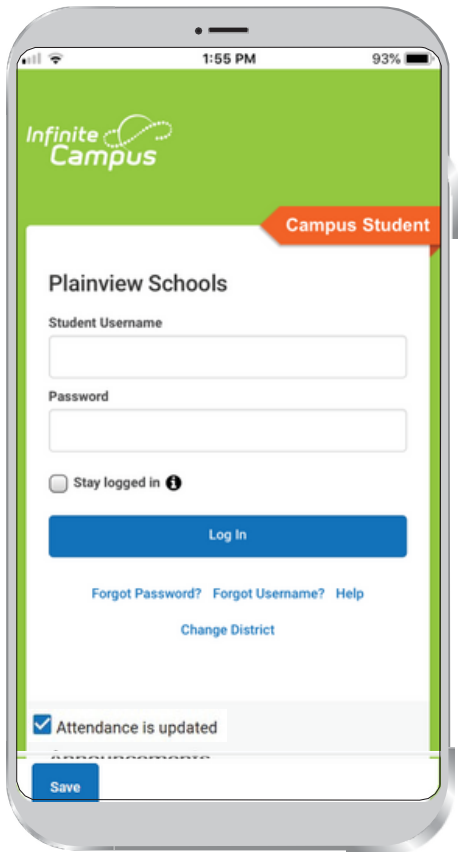 1:55 PM 93%
Infinite
Campus
Campus Student
Plainview Schools
Student Username
Password
Stay logged in
Log In
Forgot Password? Forgot Username? Help
Change District
Attendance is updated
Save